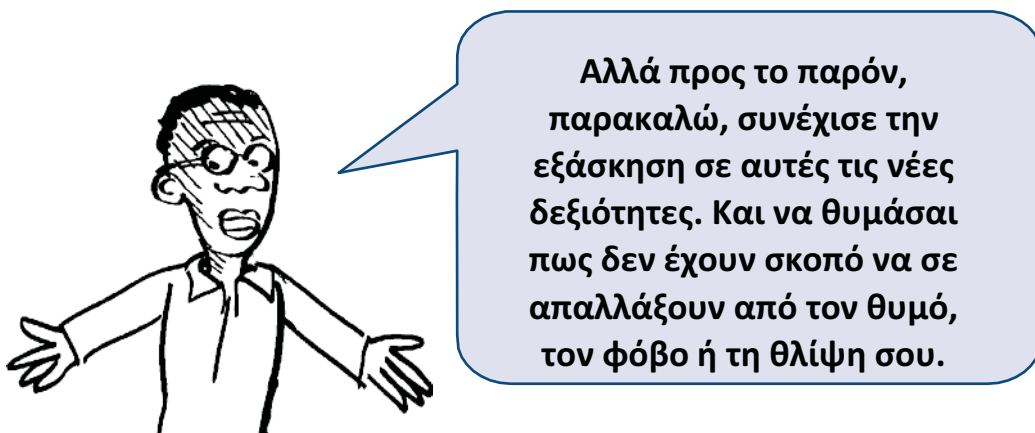 Αλλά προς το παρόν,
παρακαλώ, συνέχισε την
εξάσκηση σε αυτές τις νέες
δεξιότητες. Και να θυμάσαι
πως δεν έχουν σκοπό να σε
απαλλάξουν από τον θυμό,
τον φόβο ή τη θλίψη σου.